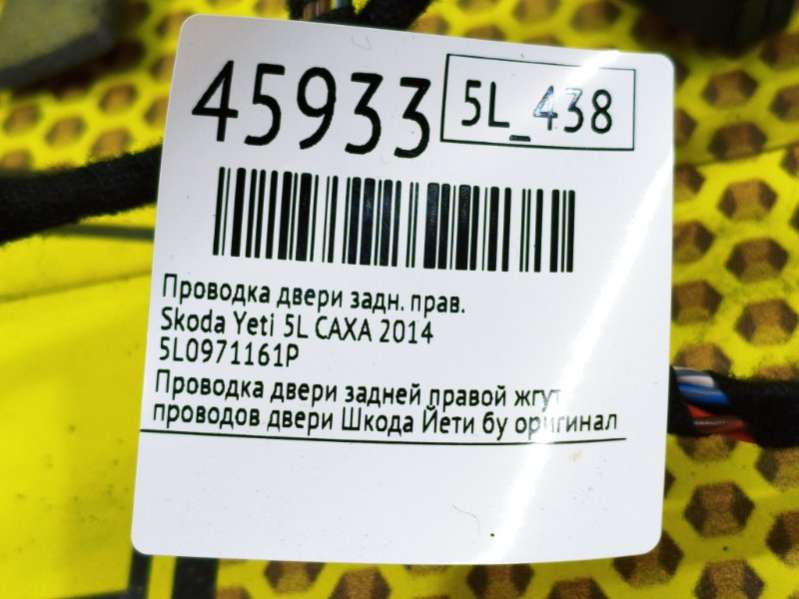 45933
5L_438
Проводка двери задн. прав.
Skoda Yeti 5L CAXA 2014
5L0971161P
Проводка двери задней правой жгут
проводов двери Шкода Йети бу оригинал